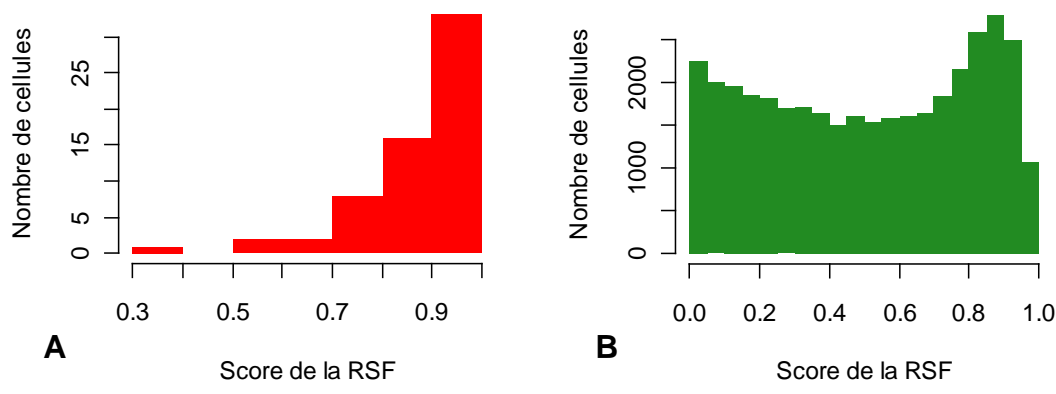 Nombre de cellules
25
15
5
0
0.3 0.5 0.7 0.9
A
Score de la RSF
Nombre de cellules
2000
1000
0
0.0 0.2 0.4 0.6 0.8 1.0
B
Score de la RSF